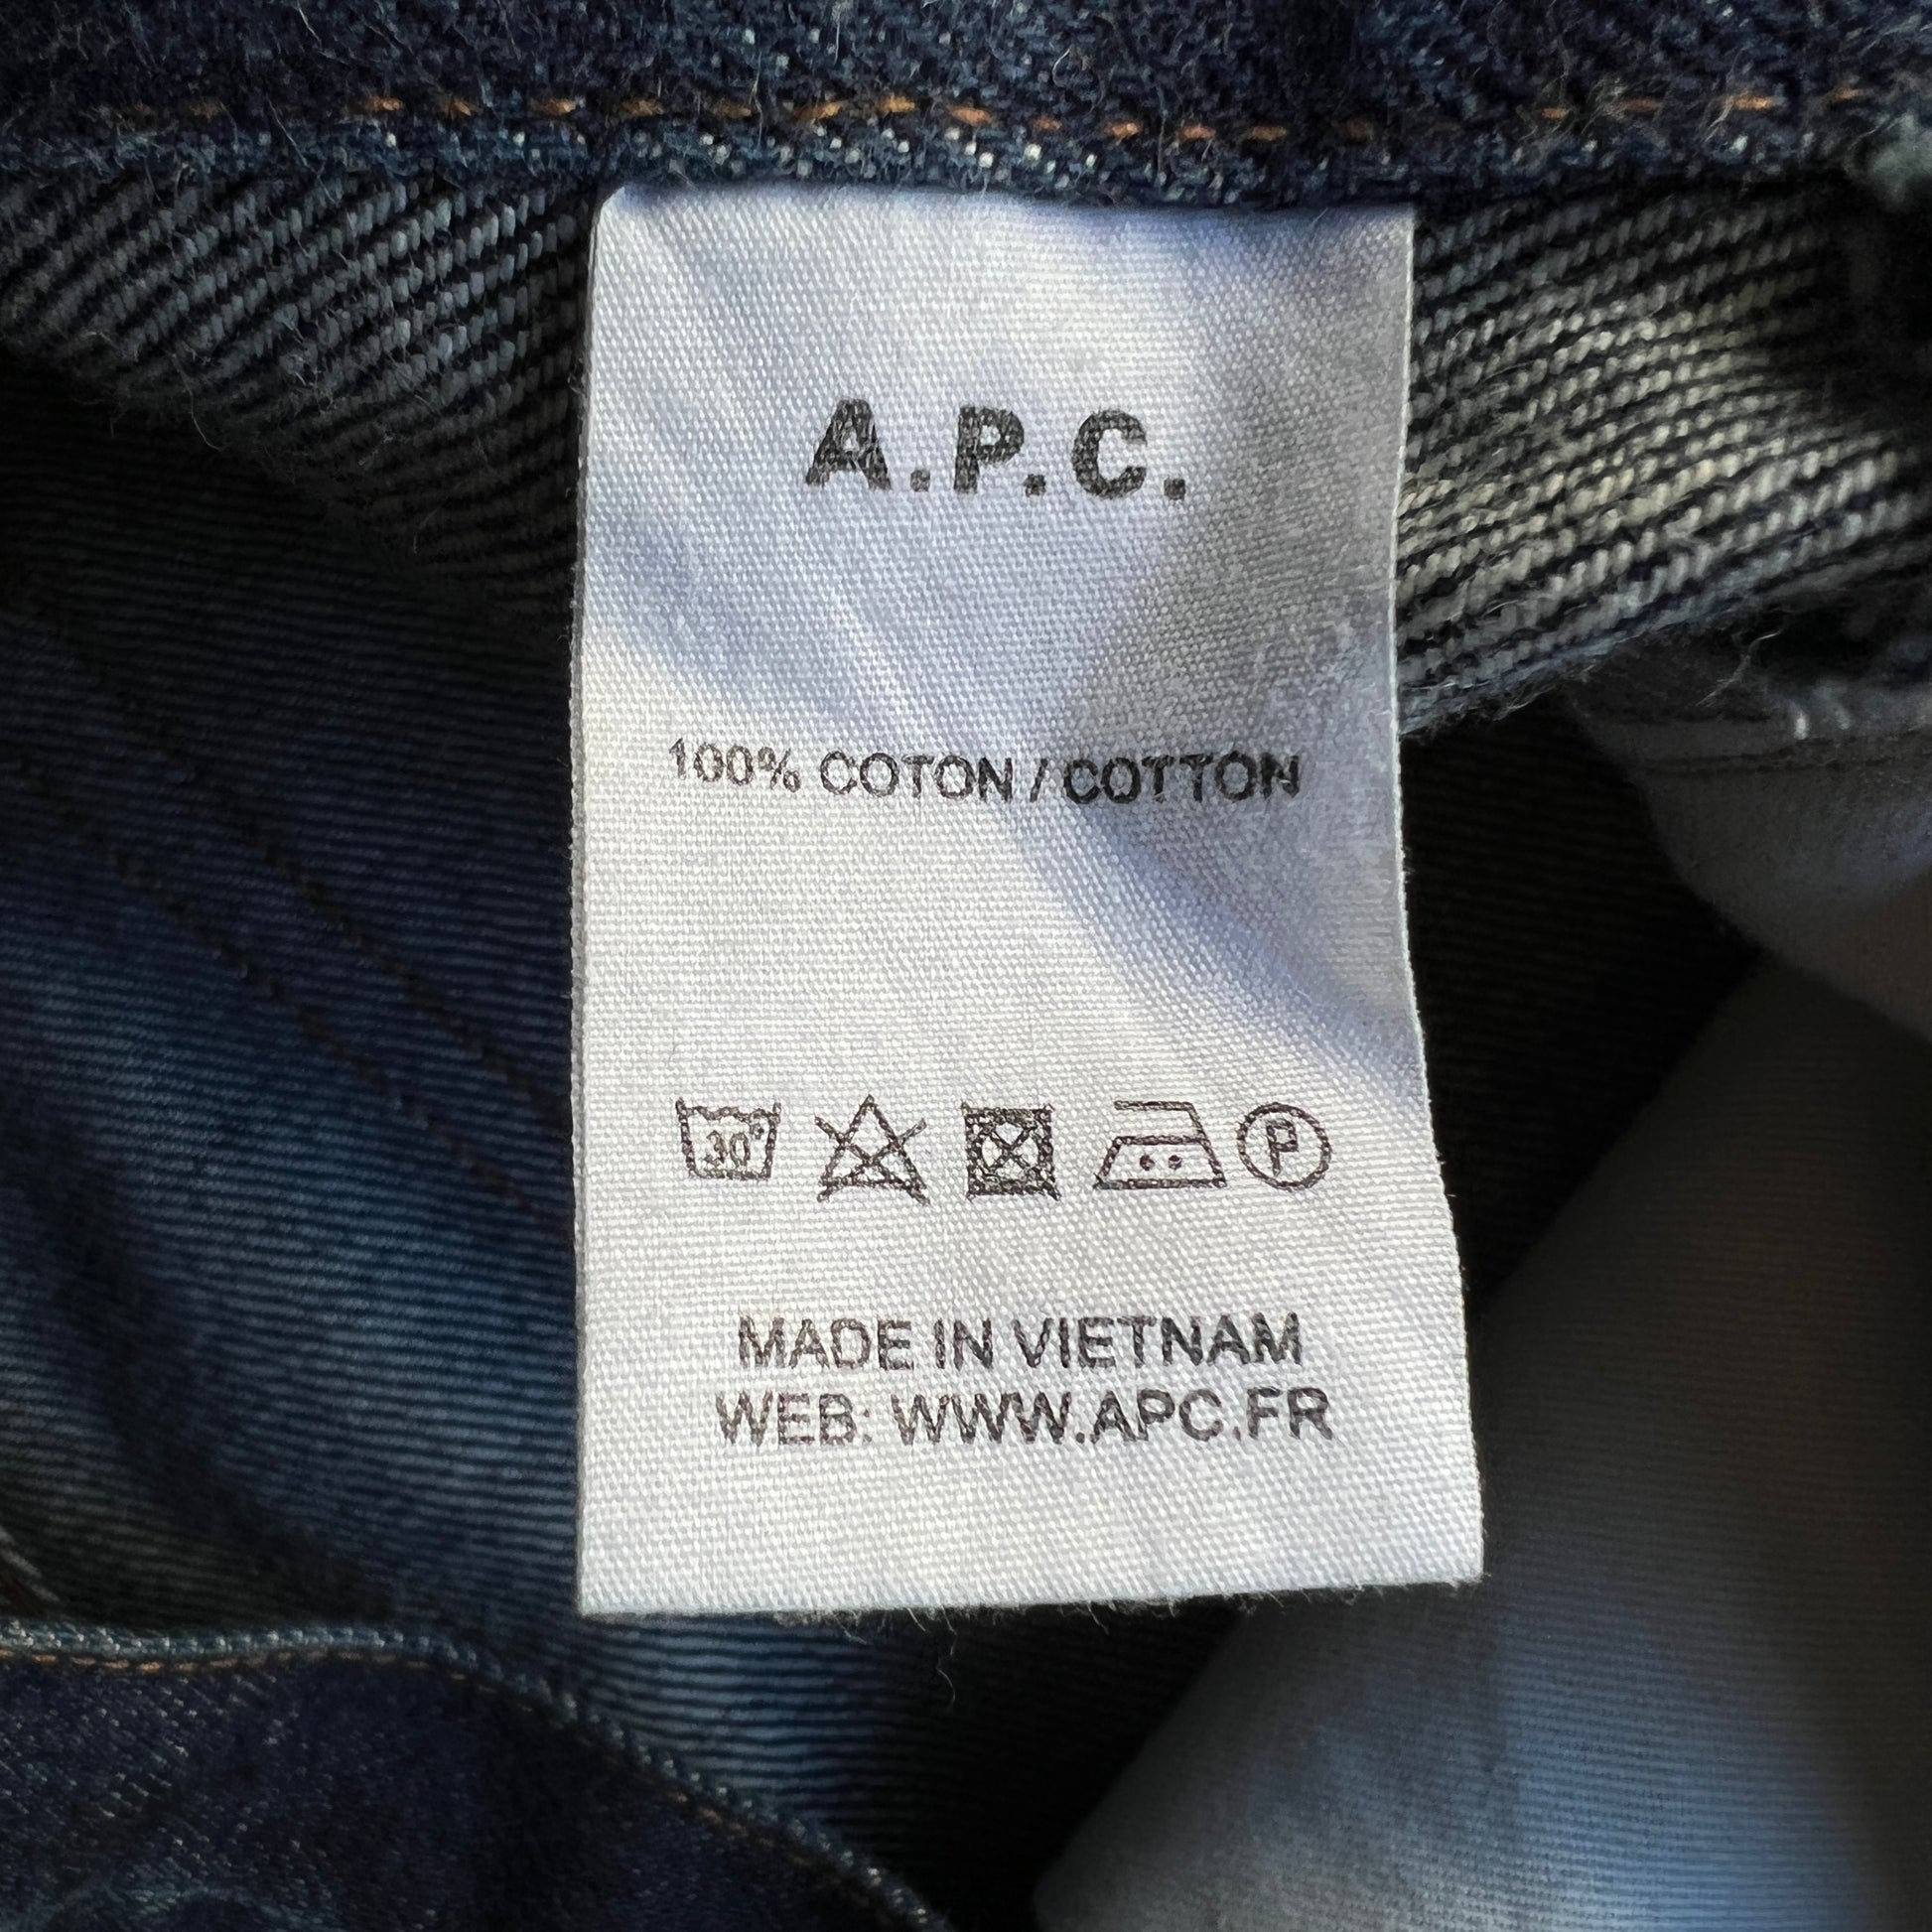 A.P.C.
100% COTON / COTTON
30° P
MADE IN VIETNAM
WEB: WWW.APC.FR